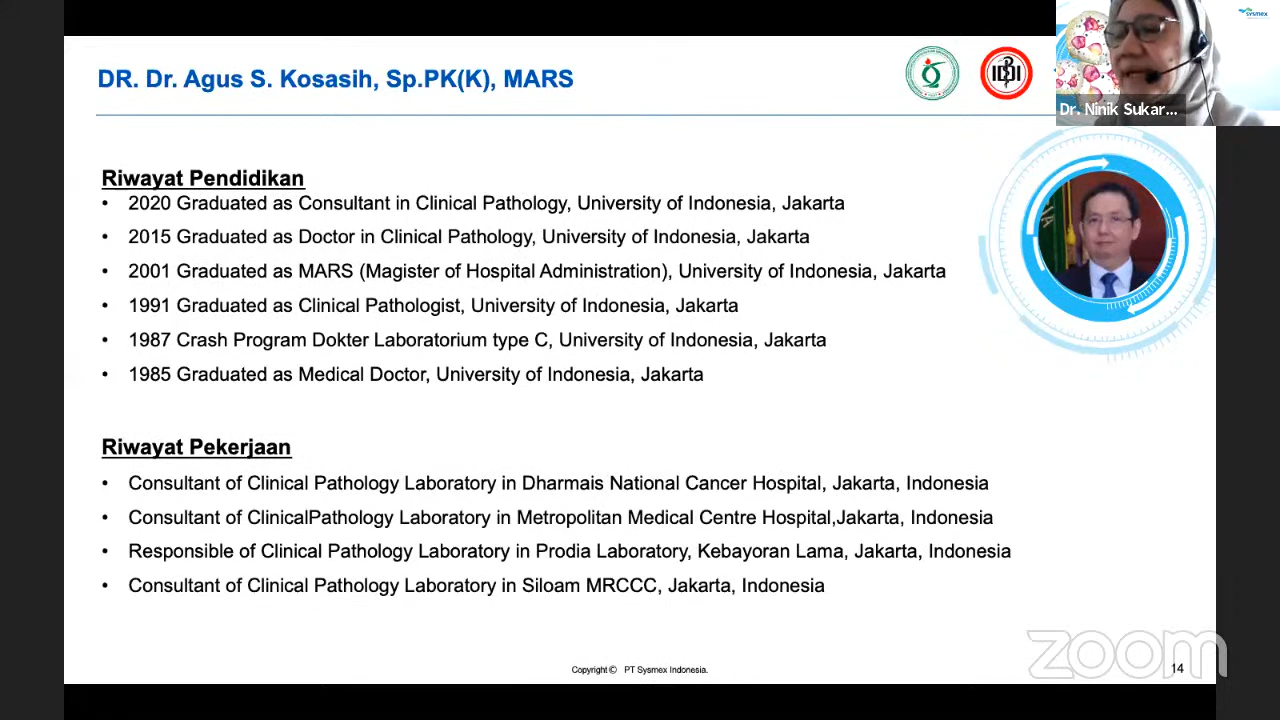 sysmex
DR. Dr. Agus S. Kosasih, Sp.PK(K), MARS
Dr. Ninik Sukar...
Riwayat Pendidikan
• 2020 Graduated as Consultant in Clinical Pathology, University of Indonesia, Jakarta
• 2015 Graduated as Doctor in Clinical Pathology, University of Indonesia, Jakarta
• 2001 Graduated as MARS (Magister of Hospital Administration), University of Indonesia, Jakarta
• 1991 Graduated as Clinical Pathologist, University of Indonesia, Jakarta
• 1987 Crash Program Dokter Laboratorium type C, University of Indonesia, Jakarta
• 1985 Graduated as Medical Doctor, University of Indonesia, Jakarta
Riwayat Pekerjaan
• Consultant of Clinical Pathology Laboratory in Dharmais National Cancer Hospital, Jakarta, Indonesia
• Consultant of ClinicalPathology Laboratory in Metropolitan Medical Centre Hospital,Jakarta, Indonesia
• Responsible of Clinical Pathology Laboratory in Prodia Laboratory, Kebayoran Lama, Jakarta, Indonesia
• Consultant of Clinical Pathology Laboratory in Siloam MRCCC, Jakarta, Indonesia
zoom
Copyright © PT Sysmex Indonesia.
14